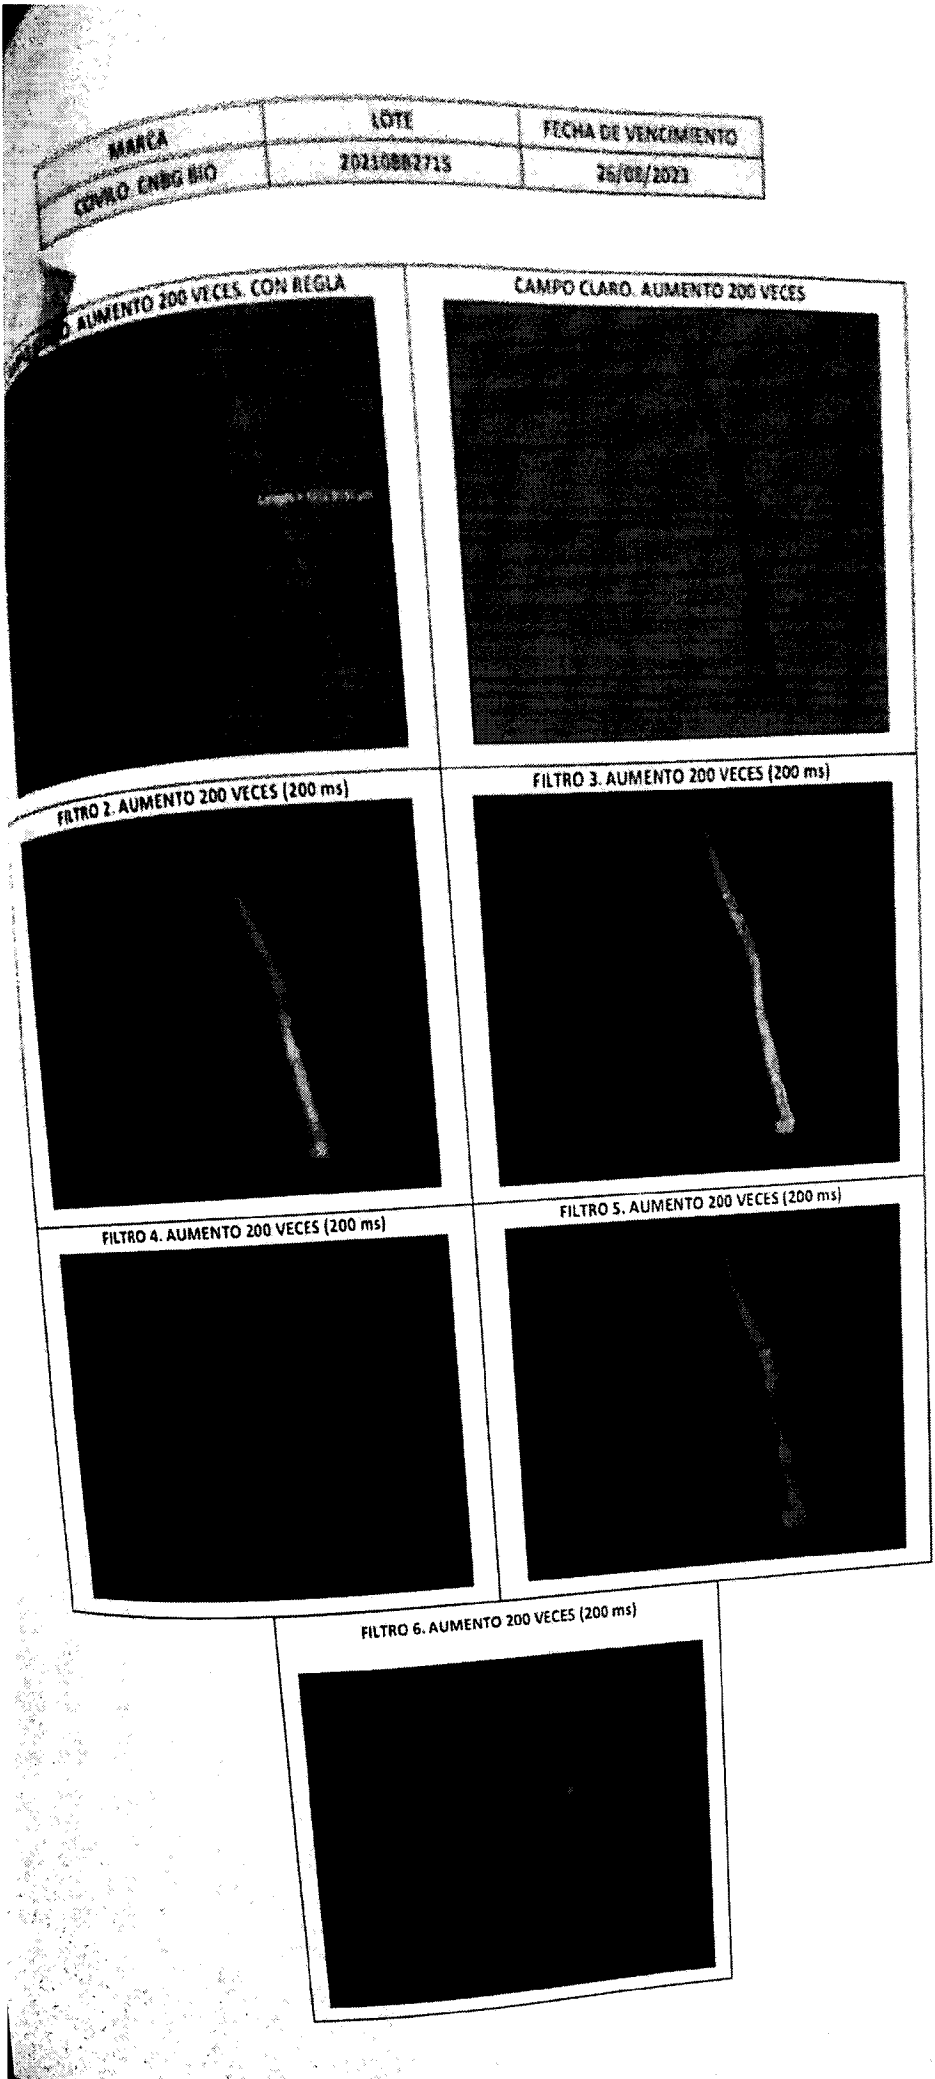 MARCA LOTE FECHA DE VENCIMIENTO
COVILO CNBG BIO 20210882715 26/08/2023
AUMENTO 200 VECES. CON REGLA
CAMPO CLARO. AUMENTO 200 VECES
FILTRO 2. AUMENTO 200 VECES (200 ms)
FILTRO 3. AUMENTO 200 VECES (200 ms)
FILTRO 4. AUMENTO 200 VECES (200 ms)
FILTRO 5. AUMENTO 200 VECES (200 ms)
FILTRO 6. AUMENTO 200 VECES (200 ms)